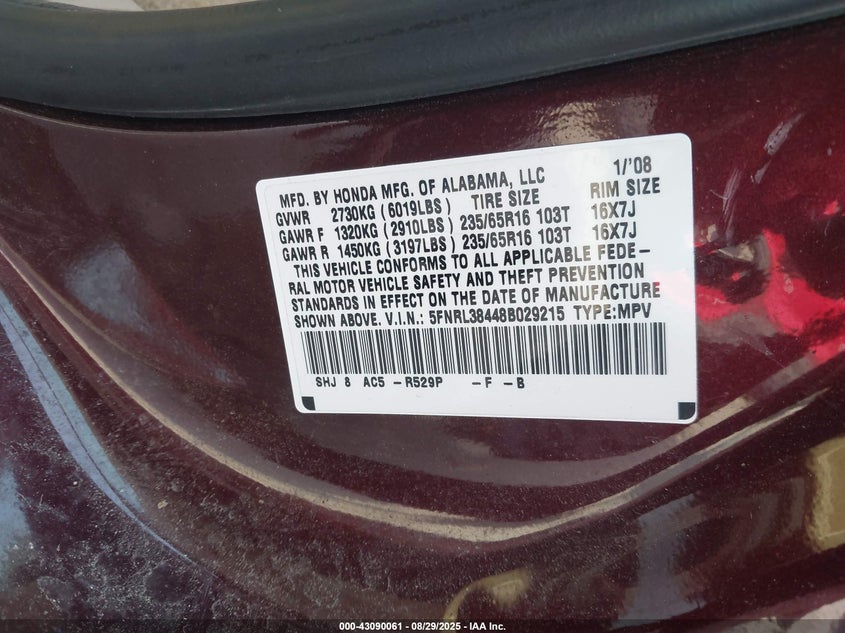 MFD. BY HONDA MFG. OF ALABAMA, LLC 1/'08
GVWR 2730KG (6019LBS) TIRE SIZE RIM SIZE
GAWR F 1320KG (2910LBS) 235/65R16 103T 16X7J
GAWR R 1450KG (3197LBS) 235/65R16 103T 16X7J
THIS VEHICLE CONFORMS TO ALL APPLICABLE FEDE-
RAL MOTOR VEHICLE SAFETY AND THEFT PREVENTION
STANDARDS IN EFFECT ON THE DATE OF MANUFACTURE
SHOWN ABOVE. V.I.N.: 5FNRL38448B029215 TYPE:MPV
SHJ 8 AC5 -R529P -F -B
000-43090061 - 08/29/2025 - IAA Inc.